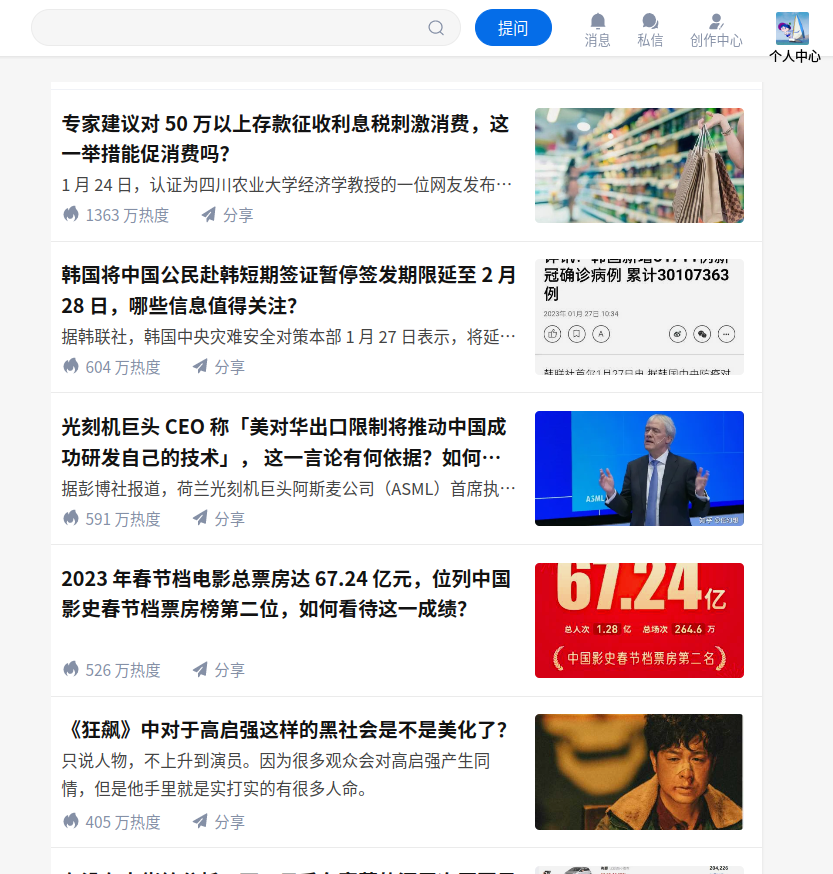 提问
消息
私信
创作中心
个人中心
专家建议对 50 万以上存款征收利息税刺激消费，这
一举措能促消费吗？
1 月 24 日，认证为四川农业大学经济学教授的一位网友发布…
1363 万热度
分享
韩国将中国公民赴韩短期签证暂停签发期限延至 2 月
28 日，哪些信息值得关注？
据韩联社，韩国中央灾难安全对策本部 1 月 27 日表示，将延…
604 万热度
分享
冠确诊病例 累计30107363
例
2023年 01月 27日 10:34
光刻机巨头 CEO 称「美对华出口限制将推动中国成
功研发自己的技术」， 这一言论有何依据？如何…
据彭博社报道，荷兰光刻机巨头阿斯麦公司（ASML）首席执…
591 万热度
分享
ASML
2023 年春节档电影总票房达 67.24 亿元，位列中国
影史春节档票房榜第二位，如何看待这一成绩？
526 万热度
分享
67.24亿
总人次 1.28 亿 总场次 264.6 万
中国影史春节档票房第二名
《狂飙》中对于高启强这样的黑社会是不是美化了？
只说人物，不上升到演员。因为很多观众会对高启强产生同
情，但是他手里就是实打实的有很多人命。
405 万热度
分享
204,226